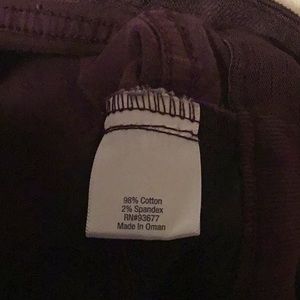 98% Cotton
2% Spandex
RN#93677
Made In Oman